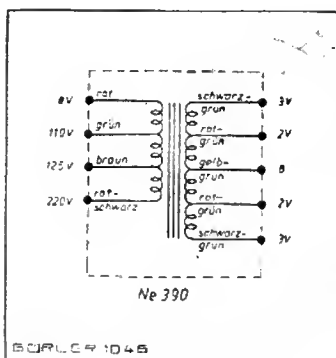 0V rot
110V grün
125V braun
220V rot-schwarz
schwarz-grün 3V
rot-grün 2V
gelb-grün 0
rot-grün 2V
schwarz-grün 3V
Ne 390
GÖRLER 1046